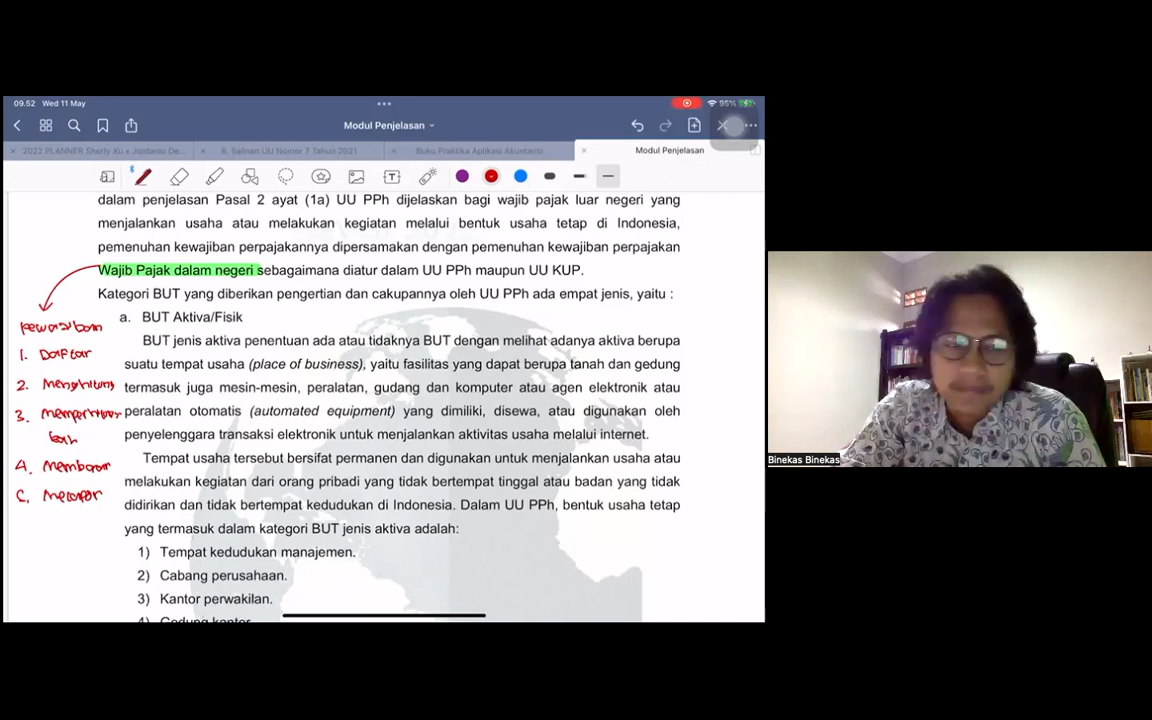 09.52 Wed 11 May
95%
Modul Penjelasan
2022 PLANNER Sherly Xu x Jordaniu De...
6. Salinan UU Nomor 7 Tahun 2021
Buku Praktika Aplikasi Akuntansi
Modul Penjelasan
dalam penjelasan Pasal 2 ayat (1a) UU PPh dijelaskan bagi wajib pajak luar negeri yang
menjalankan usaha atau melakukan kegiatan melalui bentuk usaha tetap di Indonesia,
pemenuhan kewajiban perpajakannya dipersamakan dengan pemenuhan kewajiban perpajakan
Wajib Pajak dalam negeri sebagaimana diatur dalam UU PPh maupun UU KUP.
Kategori BUT yang diberikan pengertian dan cakupannya oleh UU PPh ada empat jenis, yaitu :
a. BUT Aktiva/Fisik
BUT jenis aktiva penentuan ada atau tidaknya BUT dengan melihat adanya aktiva berupa
suatu tempat usaha (place of business), yaitu fasilitas yang dapat berupa tanah dan gedung
termasuk juga mesin-mesin, peralatan, gudang dan komputer atau agen elektronik atau
peralatan otomatis (automated equipment) yang dimiliki, disewa, atau digunakan oleh
penyelenggara transaksi elektronik untuk menjalankan aktivitas usaha melalui internet.
Tempat usaha tersebut bersifat permanen dan digunakan untuk menjalankan usaha atau
melakukan kegiatan dari orang pribadi yang tidak bertempat tinggal atau badan yang tidak
didirikan dan tidak bertempat kedudukan di Indonesia. Dalam UU PPh, bentuk usaha tetap
yang termasuk dalam kategori BUT jenis aktiva adalah:
1) Tempat kedudukan manajemen.
2) Cabang perusahaan.
3) Kantor perwakilan.
4) Gedung kantor
kewajiban
1. Daftar
2. Menghitung
3.
4. Membayar
Melapor
Binekas Binekas